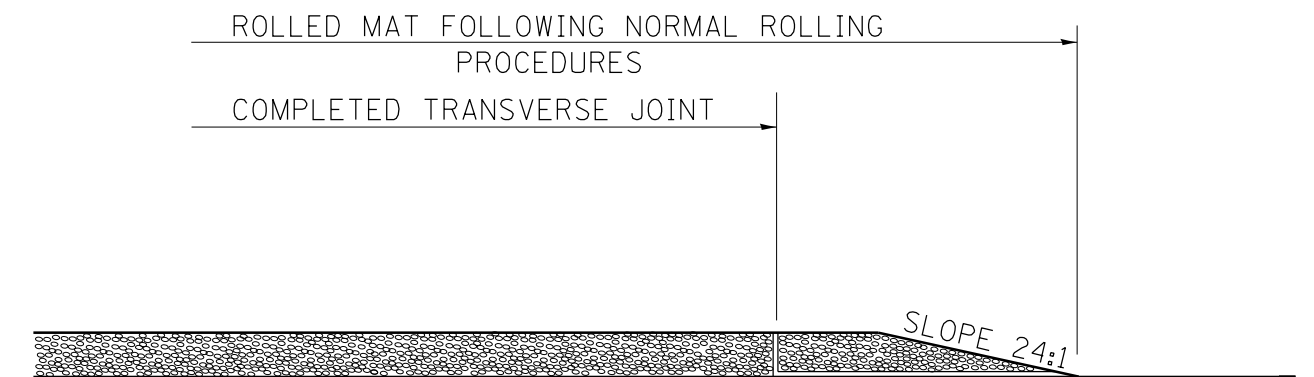 ROLLED MAT FOLLOWING NORMAL ROLLING
PROCEDURES
COMPLETED TRANSVERSE JOINT
SLOPE 24:1